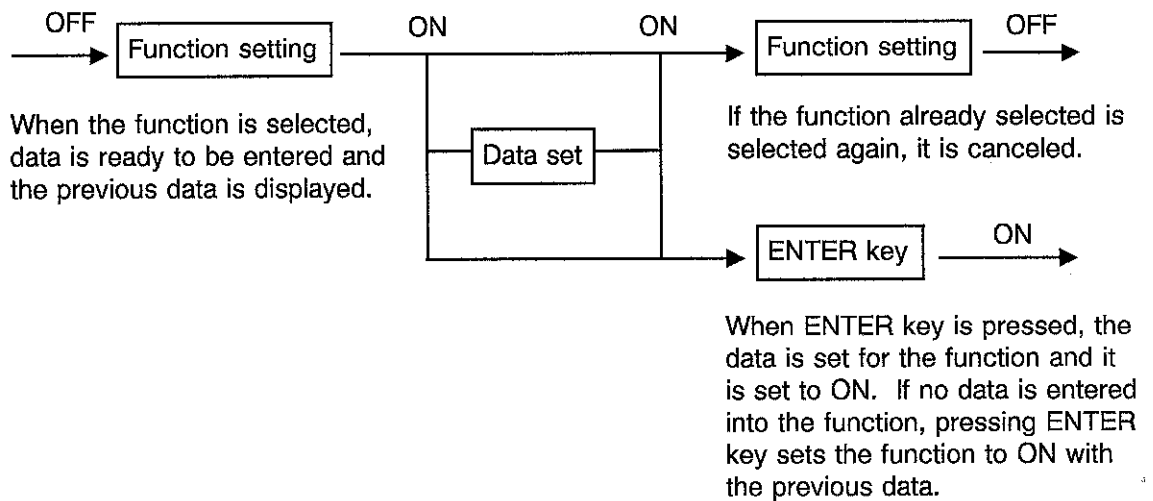 OFF
Function setting
ON
ON
Function setting
OFF
When the function is selected,
data is ready to be entered and
the previous data is displayed.
Data set
If the function already selected is
selected again, it is canceled.
ENTER key
ON
When ENTER key is pressed, the
data is set for the function and it
is set to ON. If no data is entered
into the function, pressing ENTER
key sets the function to ON with
the previous data.